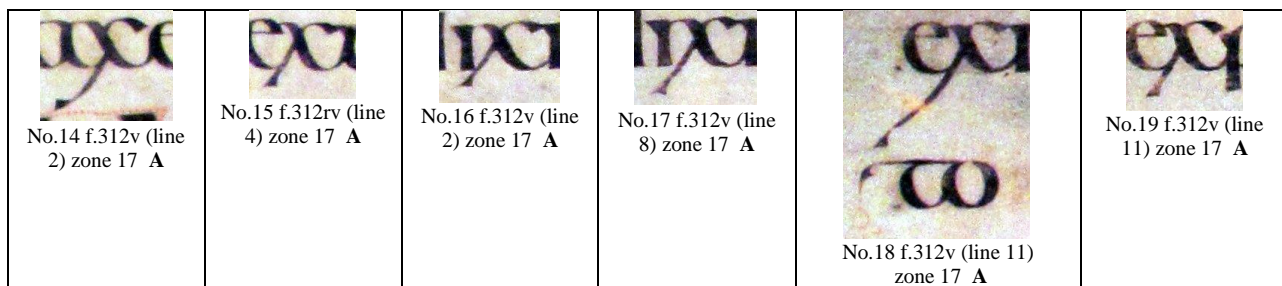 No.14 f.312v (line
2) zone 17 A
No.15 f.312rv (line
4) zone 17 A
No.16 f.312v (line
2) zone 17 A
No.17 f.312v (line
8) zone 17 A
No.18 f.312v (line 11)
zone 17 A
No.19 f.312v (line
11) zone 17 A